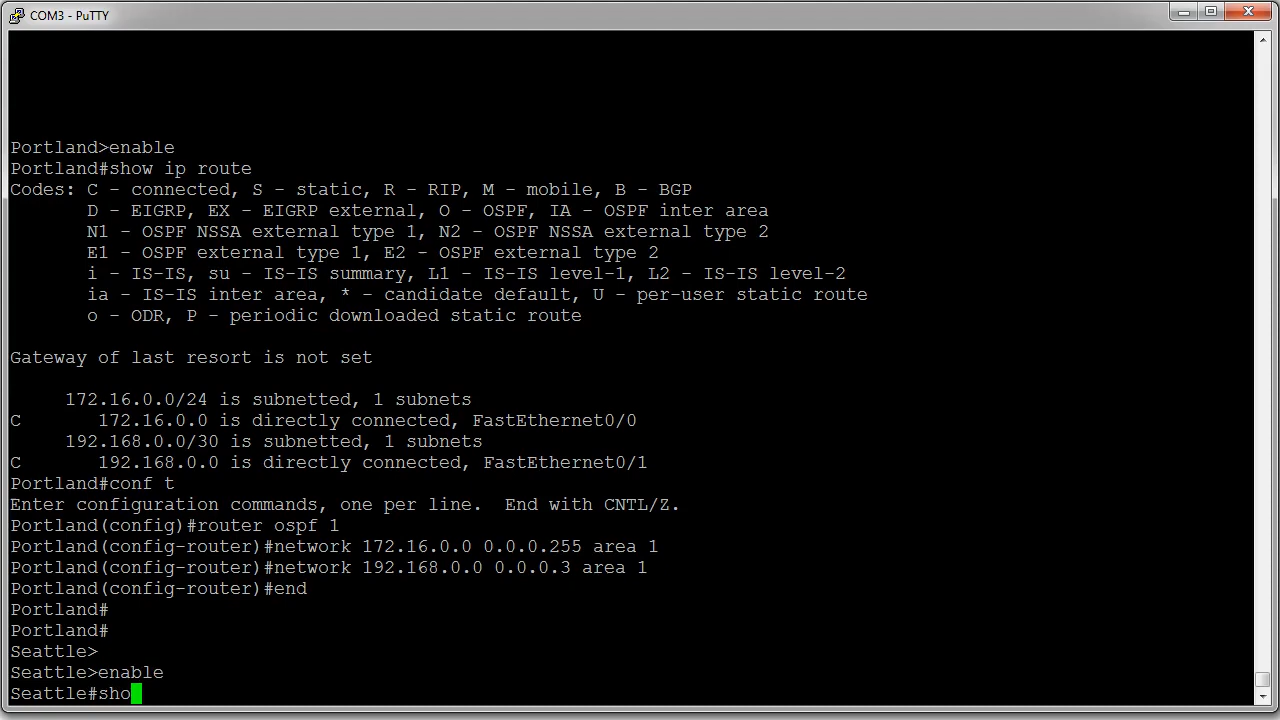 COM3 - PuTTY
Portland>enable
Portland#show ip route
Codes: C - connected, S - static, R - RIP, M - mobile, B - BGP
       D - EIGRP, EX - EIGRP external, O - OSPF, IA - OSPF inter area
       N1 - OSPF NSSA external type 1, N2 - OSPF NSSA external type 2
       E1 - OSPF external type 1, E2 - OSPF external type 2
       i - IS-IS, su - IS-IS summary, L1 - IS-IS level-1, L2 - IS-IS level-2
       ia - IS-IS inter area, * - candidate default, U - per-user static route
       o - ODR, P - periodic downloaded static route
Gateway of last resort is not set
     172.16.0.0/24 is subnetted, 1 subnets
C       172.16.0.0 is directly connected, FastEthernet0/0
     192.168.0.0/30 is subnetted, 1 subnets
C       192.168.0.0 is directly connected, FastEthernet0/1
Portland#conf t
Enter configuration commands, one per line.  End with CNTL/Z.
Portland(config)#router ospf 1
Portland(config-router)#network 172.16.0.0 0.0.0.255 area 1
Portland(config-router)#network 192.168.0.0 0.0.0.3 area 1
Portland(config-router)#end
Portland#
Portland#
Seattle>
Seattle>enable
Seattle#sho